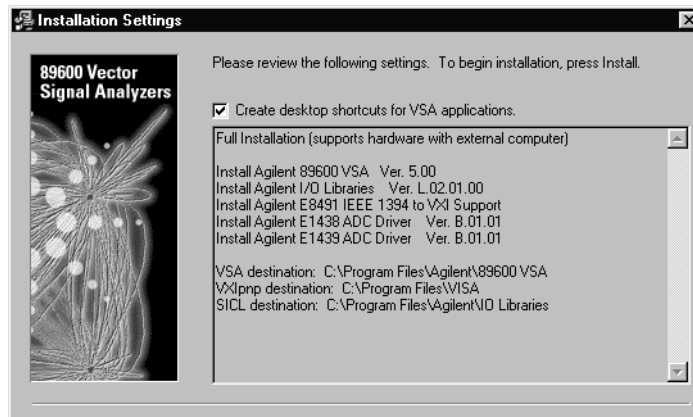 Installation Settings
89600 Vector
Signal Analyzers
Please review the following settings. To begin installation, press Install.
Create desktop shortcuts for VSA applications.
Full Installation (supports hardware with external computer)
Install Agilent 89600 VSA Ver. 5.00
Install Agilent I/O Libraries Ver. L.02.01.00
Install Agilent E8491 IEEE 1394 to VXI Support
Install Agilent E1438 ADC Driver Ver. B.01.01
Install Agilent E1439 ADC Driver Ver. B.01.01
VSA destination: C:\Program Files\Agilent\89600 VSA
VXIpnp destination: C:\Program Files\VISA
SICL destination: C:\Program Files\Agilent\IO Libraries